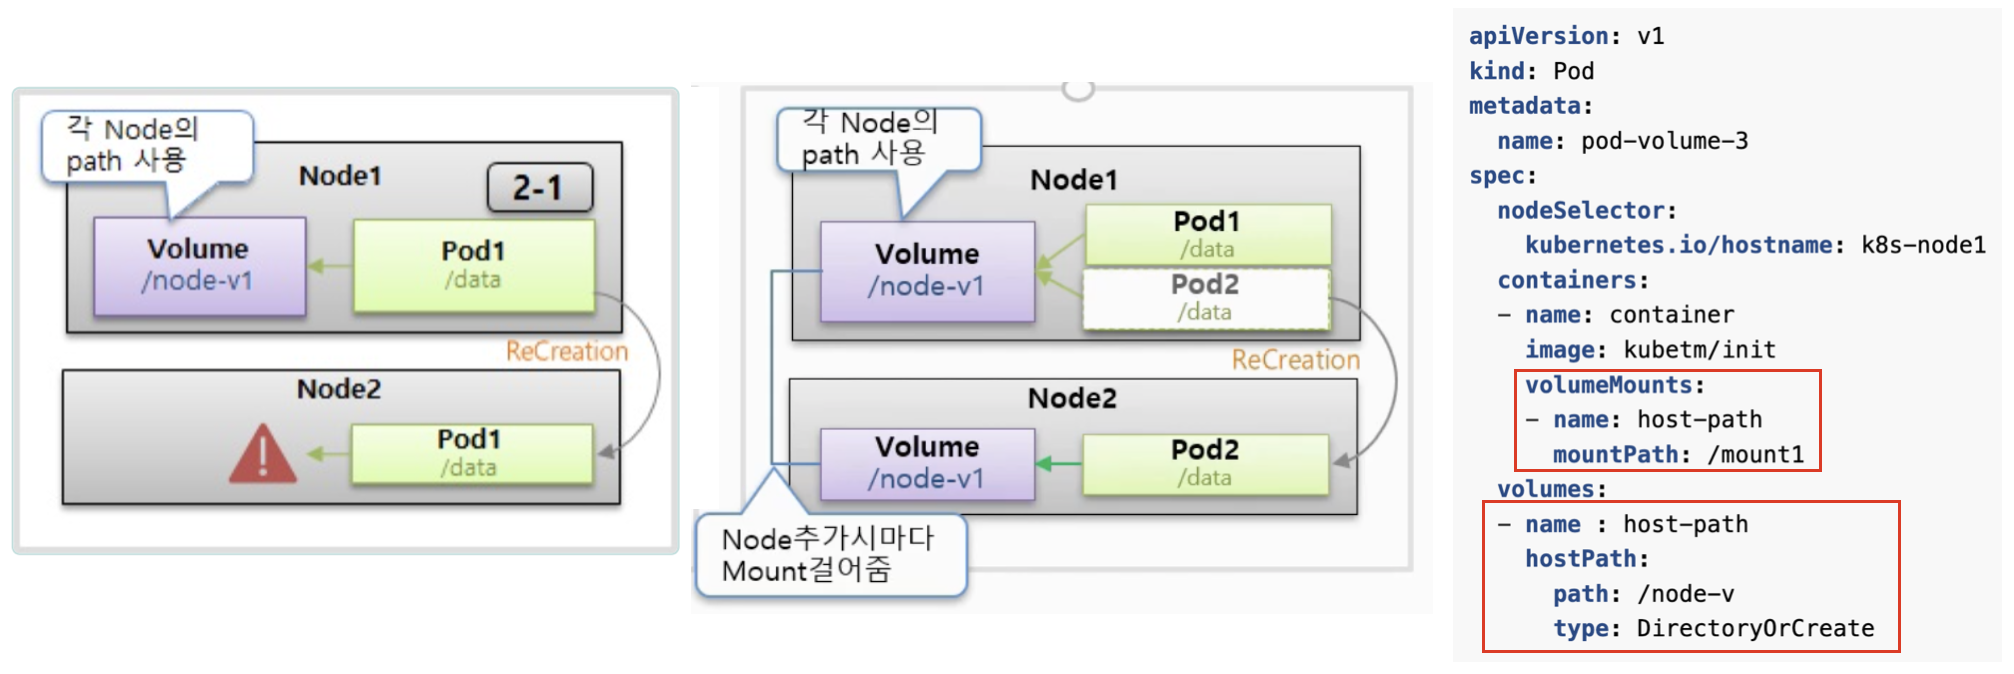 각 Node의
path 사용
Node1
2-1
Volume
/node-v1
Pod1
/data
ReCreation
Node2
Pod1
/data
각 Node의
path 사용
Node1
Volume
/node-v1
Pod1
/data
Pod2
/data
ReCreation
Node2
Volume
/node-v1
Pod2
/data
Node추가시마다
Mount걸어줌
apiVersion: v1
kind: Pod
metadata:
  name: pod-volume-3
spec:
  nodeSelector:
    kubernetes.io/hostname: k8s-node1
  containers:
  - name: container
    image: kubetm/init
    volumeMounts:
    - name: host-path
      mountPath: /mount1
  volumes:
  - name : host-path
    hostPath:
      path: /node-v
      type: DirectoryOrCreate